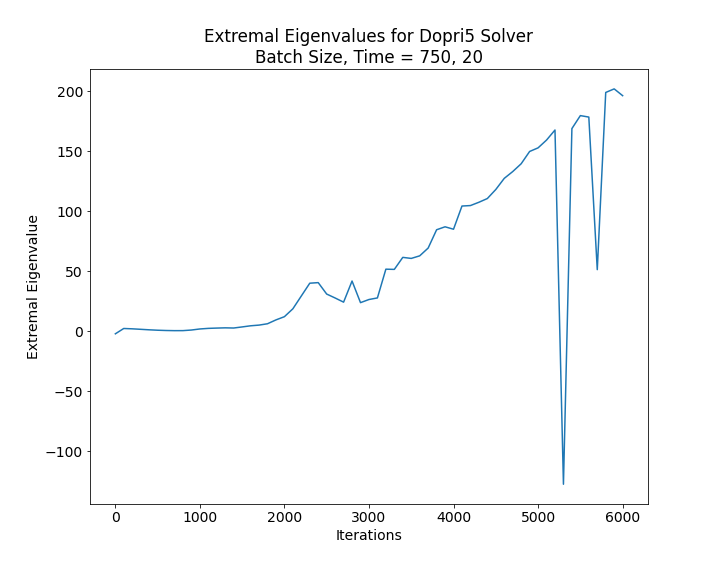 Extremal Eigenvalues for Dopri5 Solver
Batch Size, Time = 750, 20
200
150
100
50
0
−50
−100
Extremal Eigenvalue
0 1000 2000 3000 4000 5000 6000
Iterations